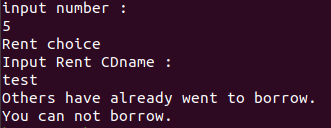 input number :
5
Rent choice
Input Rent CDname :
test
Others have already went to borrow.
You can not borrow.